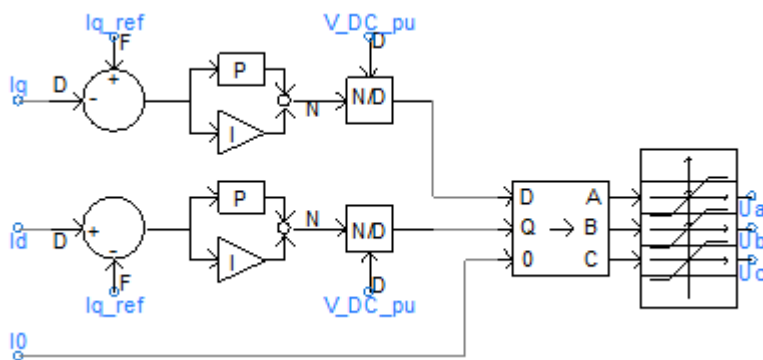 Iq_ref
V_DC_pu
F
D
Iq
D
+
-
P
N/D
I
N
D
A
Ua
Id
D
+
-
P
N
N/D
I
Q
→
B
Ub
0
C
Uc
F
D
Iq_ref
V_DC_pu
I0